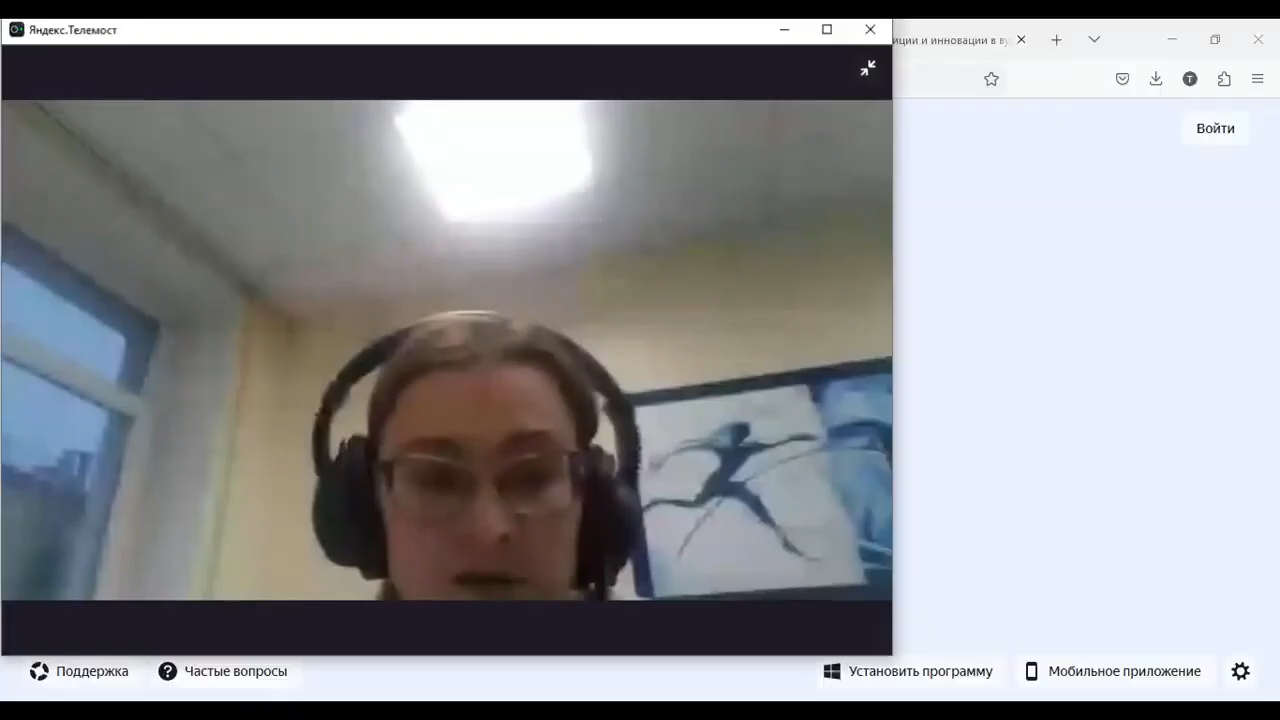 Яндекс.Телемост
иции и инновации в ву
T
Войти
Поддержка
Частые вопросы
Установить программу
Мобильное приложение